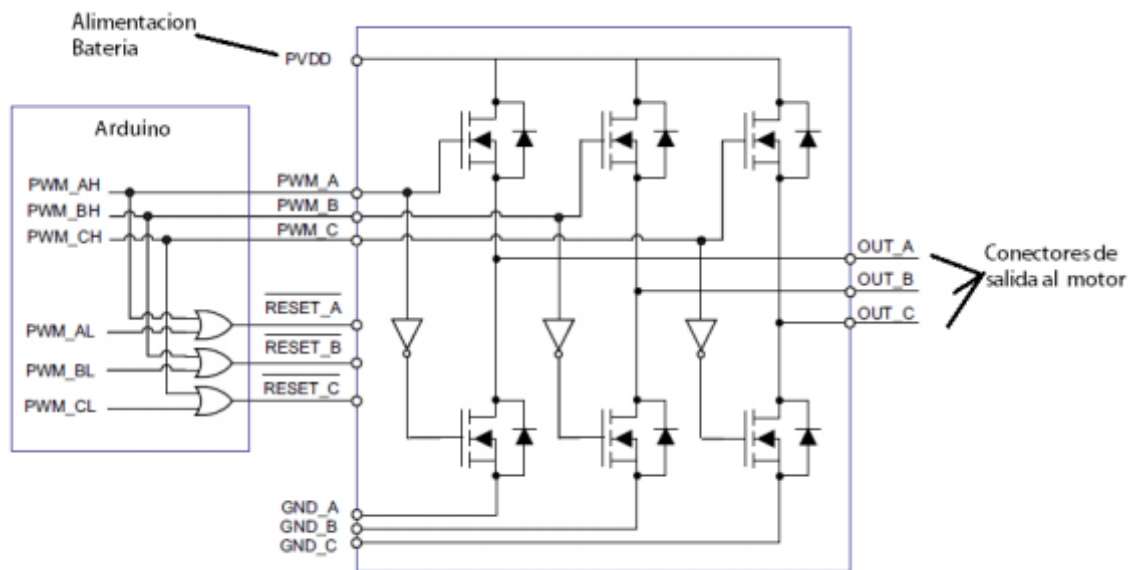 Alimentacion
Bateria
PVDD
Arduino
PWM_AH
PWM_BH
PWM_CH
PWM_A
PWM_B
PWM_C
OUT_A
OUT_B
OUT_C
Conectores de
salida al motor
RESET_A
RESET_B
RESET_C
PWM_AL
PWM_BL
PWM_CL
GND_A
GND_B
GND_C